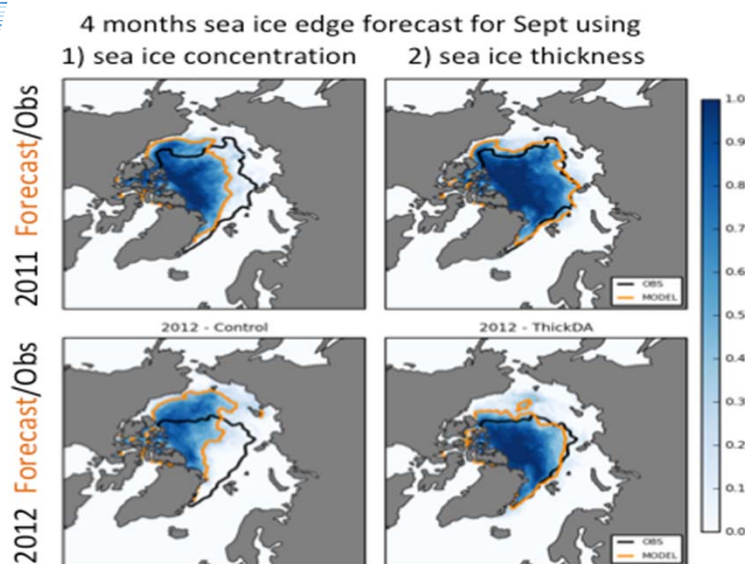 4 months sea ice edge forecast for Sept using
1) sea ice concentration 2) sea ice thickness
2011 Forecast/Obs
OBS
MODEL
1.0
0.9
0.8
0.7
0.6
0.5
0.4
0.3
0.2
0.1
0.0
2012 - Control 2012 - ThickDA
2012 Forecast/Obs
OBS
MODEL